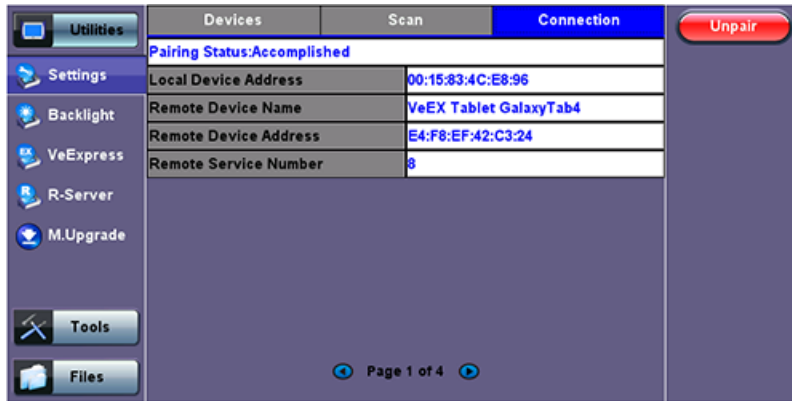 Utilities
Settings
Backlight
VeExpress
R-Server
M.Upgrade
Tools
Files
Devices Scan Connection
Pairing Status:Accomplished
Local Device Address 00:15:83:4C:E8:96
Remote Device Name VeEX Tablet GalaxyTab4
Remote Device Address E4:F8:EF:42:C3:24
Remote Service Number 8
Page 1 of 4
Unpair